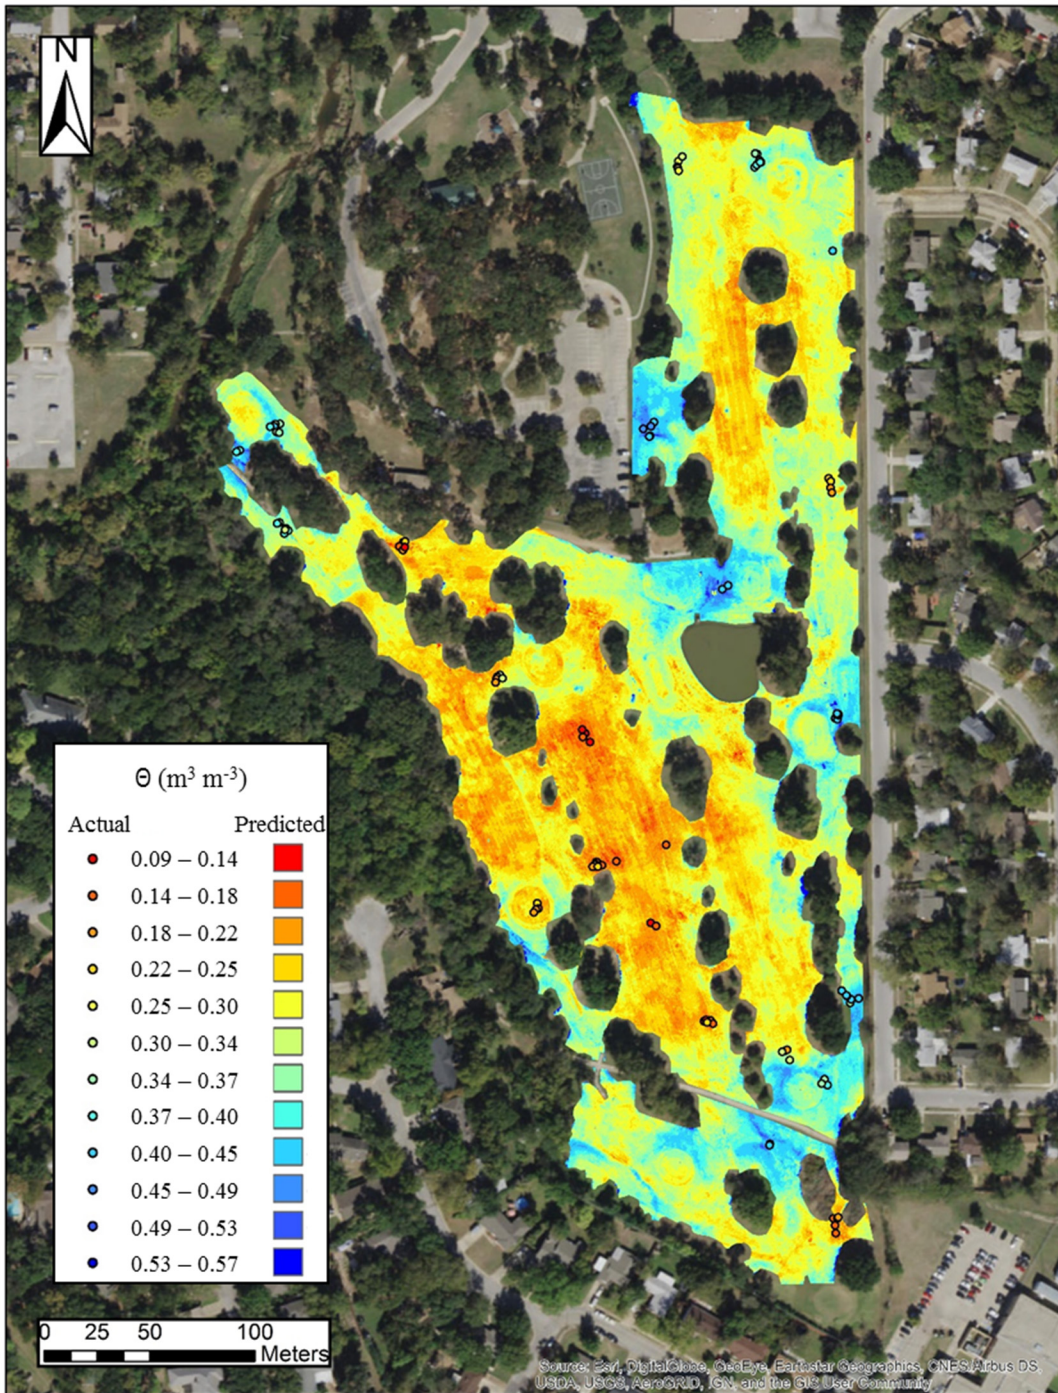 N
Θ (m³ m⁻³)
Actual Predicted
0.09 – 0.14
0.14 – 0.18
0.18 – 0.22
0.22 – 0.25
0.25 – 0.30
0.30 – 0.34
0.34 – 0.37
0.37 – 0.40
0.40 – 0.45
0.45 – 0.49
0.49 – 0.53
0.53 – 0.57
0 25 50 100
Meters
Source: Esri, DigitalGlobe, GeoEye, Earthstar Geographics, CNES/Airbus DS,
USDA, USGS, AeroGRID, IGN, and the GIS User Community